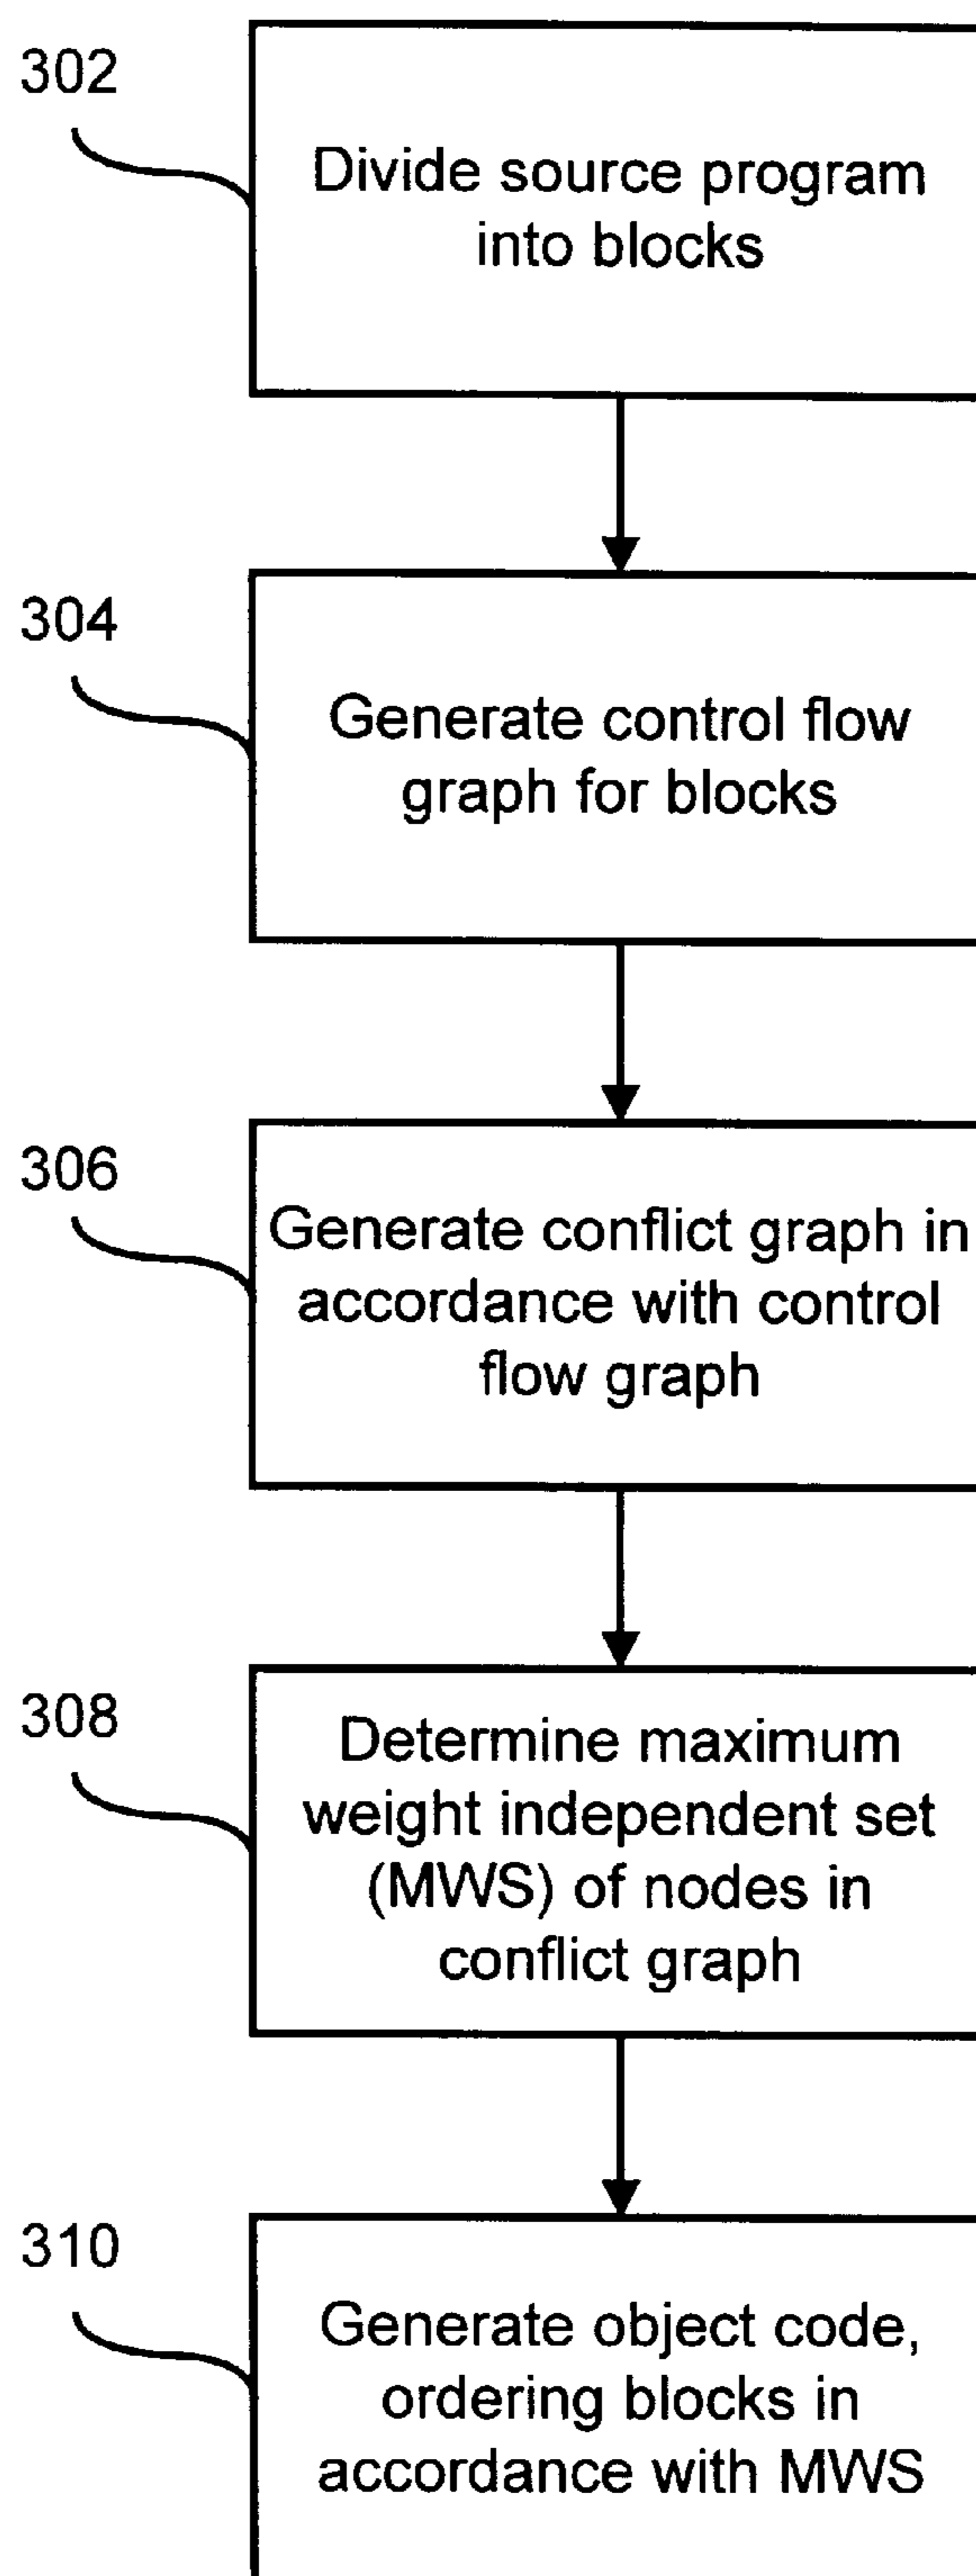 302
Divide source program
into blocks
304
Generate control flow
graph for blocks
306
Generate conflict graph in
accordance with control
flow graph
308
Determine maximum
weight independent set
(MWS) of nodes in
conflict graph
310
Generate object code,
ordering blocks in
accordance with MWS